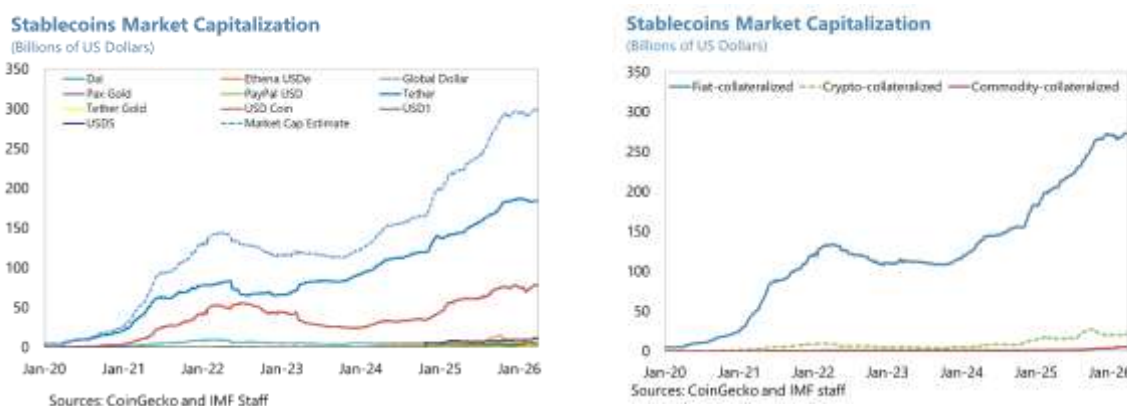 Stablecoins Market Capitalization
(Billions of US Dollars)
350
300
250
200
150
100
50
0
Dai
Ethena USDe
Global Dollar
Pax Gold
PayPal USD
Tether
Tether Gold
USD Coin
USD1
USDS
Market Cap Estimate
Jan-20 Jan-21 Jan-22 Jan-23 Jan-24 Jan-25 Jan-26
Sources: CoinGecko and IMF Staff
Stablecoins Market Capitalization
(Billions of US Dollars)
350
300
250
200
150
100
50
0
Fiat-collateralized Crypto-collateralized Commodity-collateralized
Jan-20 Jan-21 Jan-22 Jan-23 Jan-24 Jan-25 Jan-26
Sources: CoinGecko and IMF staff